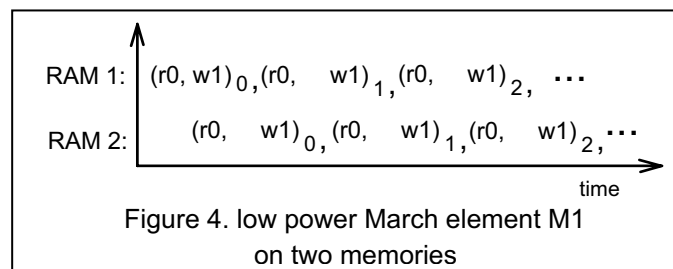 RAM 1: (r0, w1)0,(r0, w1)1,(r0, w1)2, ...
RAM 2: (r0, w1)0,(r0, w1)1,(r0, w1)2,...
time
Figure 4. low power March element M1
on two memories